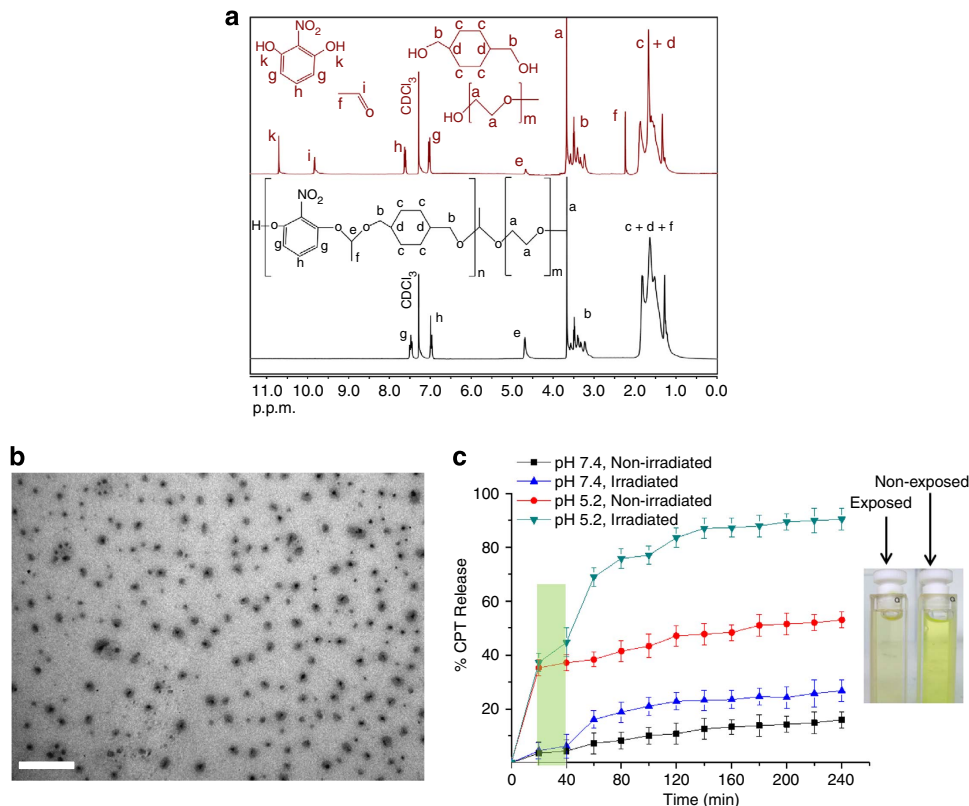 a
NO2
HO
OH
k
k
g
g
h
i
f
o
b
c
c
d
d
b
HO
c
c
OH
a
HO
o
a
m
CDCl3
a
c + d
k
i
h
g
e
b
f
NO2
H
o
o
o
g
g
h
e
f
b
c
c
d
d
c
c
b
o
n
o
a
a
o
m
a
CDCl3
c + d + f
g
h
e
b
11.0 10.0 9.0 8.0 7.0 6.0 5.0 4.0 3.0 2.0 1.0 0.0
p.p.m.
b
c
pH 7.4, Non-irradiated
pH 7.4, Irradiated
pH 5.2, Non-irradiated
pH 5.2, Irradiated
% CPT Release
100
80
60
40
20
0 40 80 120 160 200 240
Time (min)
Non-exposed
Exposed